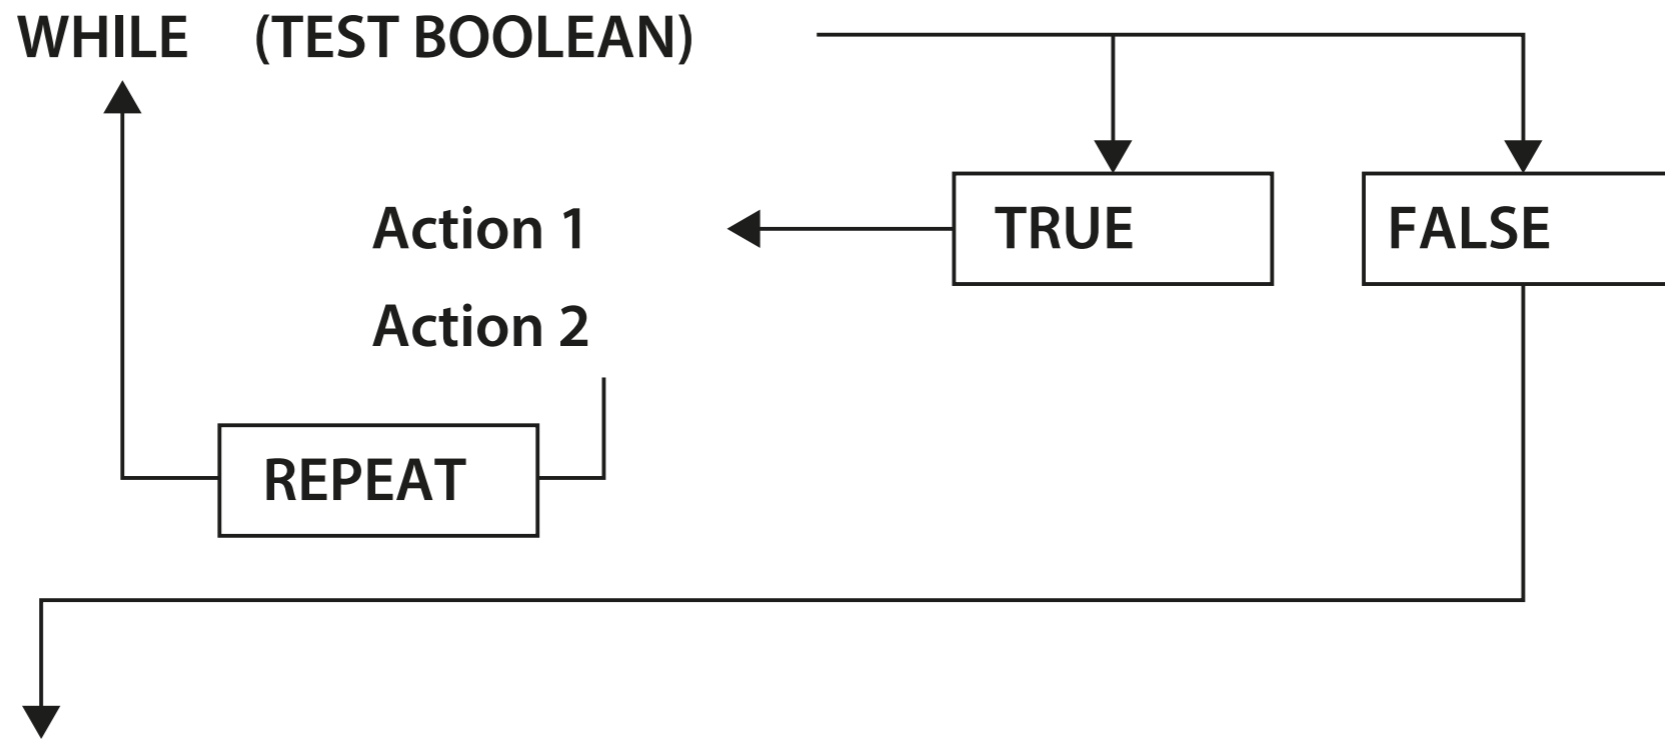 WHILE (TEST BOOLEAN)
Action 1 TRUE FALSE
Action 2
REPEAT